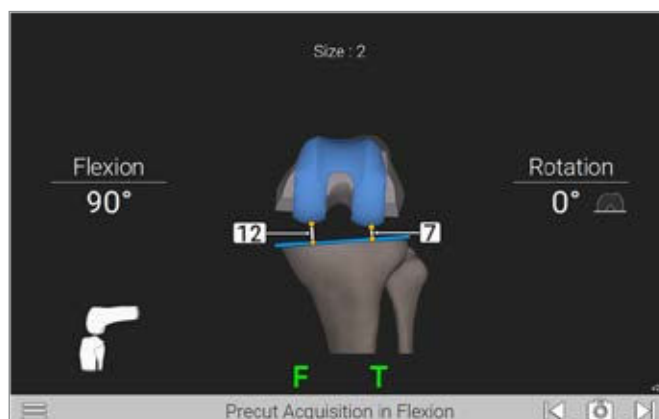 Size : 2
Flexion
90°
Rotation
0°
12
7
F T
Precut Acquisition in Flexion